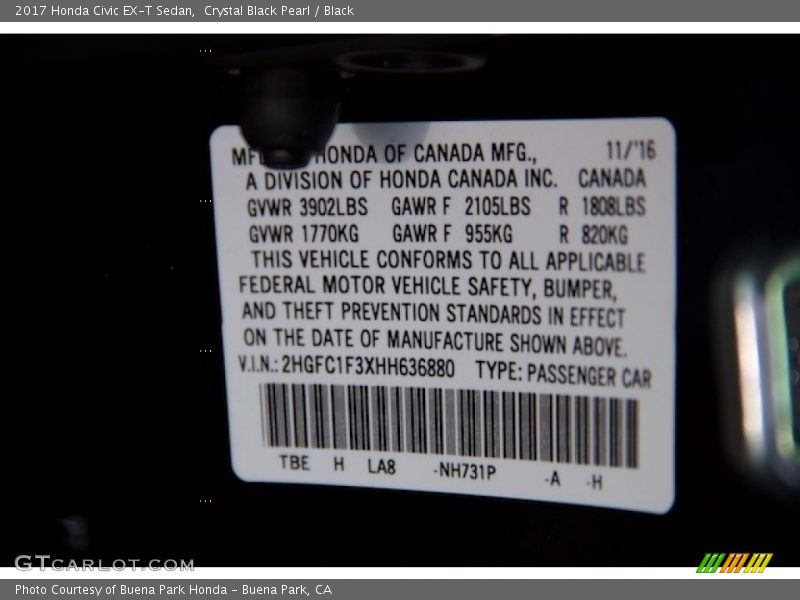 2017 Honda Civic EX-T Sedan, Crystal Black Pearl / Black
HONDA OF CANADA MFG., 11/'16
A DIVISION OF HONDA CANADA INC. CANADA
GVWR 3902LBS GAWR F 2105LBS R 1808LBS
GVWR 1770KG GAWR F 955KG R 820KG
THIS VEHICLE CONFORMS TO ALL APPLICABLE
FEDERAL MOTOR VEHICLE SAFETY, BUMPER,
AND THEFT PREVENTION STANDARDS IN EFFECT
ON THE DATE OF MANUFACTURE SHOWN ABOVE.
V.I.N.: 2HGFC1F3XHH636880 TYPE: PASSENGER CAR
TBE H LA8 -NH731P -A -H
GTCARLOT.COM
Photo Courtesy of Buena Park Honda - Buena Park, CA